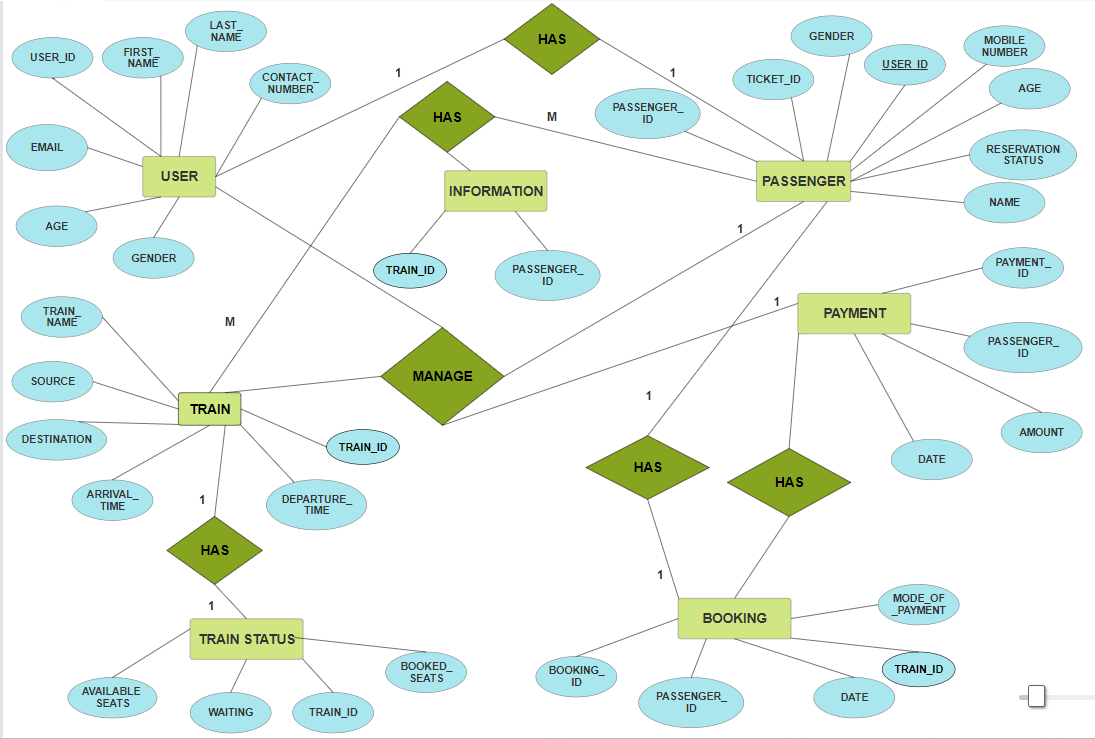 LAST_
NAME
USER_ID
FIRST_
NAME
CONTACT_
NUMBER
EMAIL
USER
AGE
GENDER
HAS
1
1
HAS
M
INFORMATION
TRAIN_ID
PASSENGER_
ID
GENDER
MOBILE
NUMBER
USER_ID
TICKET_ID
AGE
PASSENGER_
ID
RESERVATION
STATUS
PASSENGER
NAME
1
PAYMENT_
ID
1
PAYMENT
PASSENGER_
ID
AMOUNT
DATE
M
TRAIN_
NAME
SOURCE
MANAGE
TRAIN
DESTINATION
TRAIN_ID
ARRIVAL_
TIME
DEPARTURE_
TIME
1
HAS
1
1
HAS
HAS
1
TRAIN STATUS
AVAILABLE
SEATS
WAITING
TRAIN_ID
BOOKED_
SEATS
BOOKING
MODE_OF
_PAYMENT
BOOKING_
ID
PASSENGER_
ID
DATE
TRAIN_ID